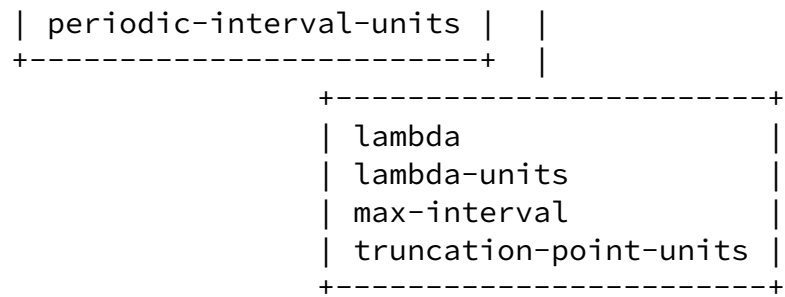 | periodic-interval-units |  |
+-------------------------+  |
                 +------------------------+
                 | lambda                 |
                 | lambda-units           |
                 | max-interval           |
                 | truncation-point-units |
                 +------------------------+